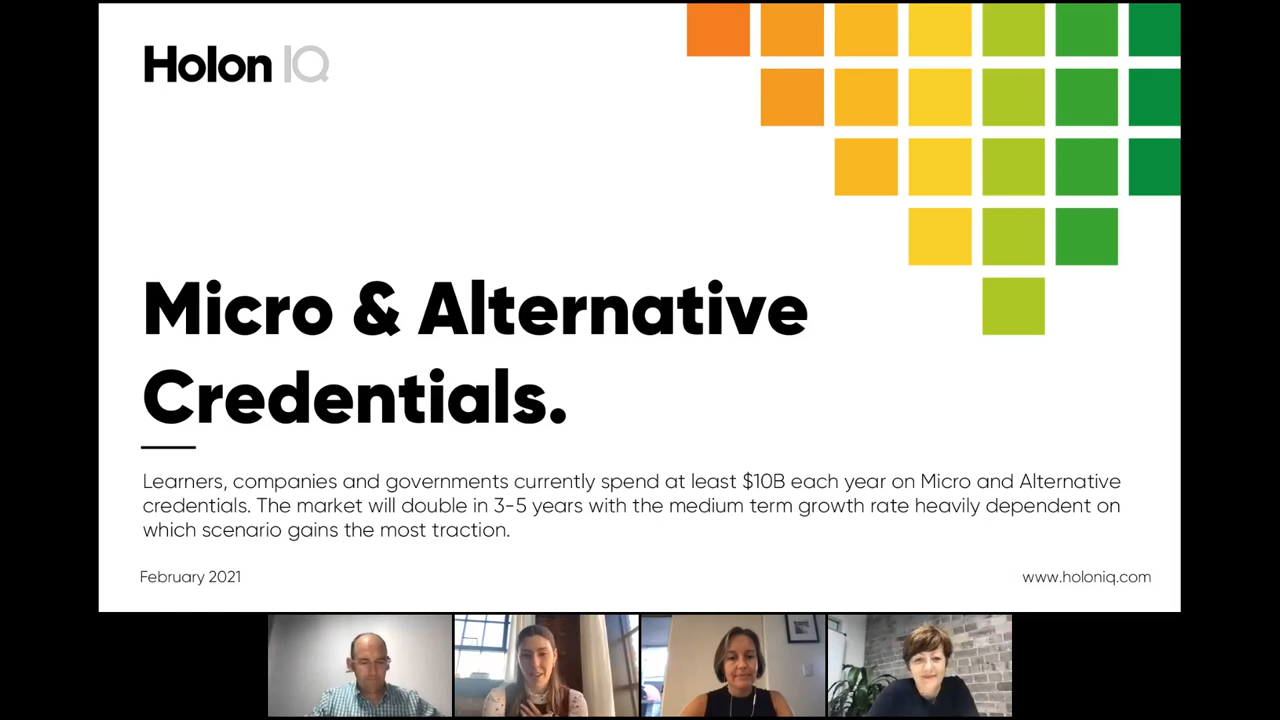 Holon IQ
Micro & Alternative
Credentials.
Learners, companies and governments currently spend at least $10B each year on Micro and Alternative
credentials. The market will double in 3-5 years with the medium term growth rate heavily dependent on
which scenario gains the most traction.
February 2021
www.holoniq.com